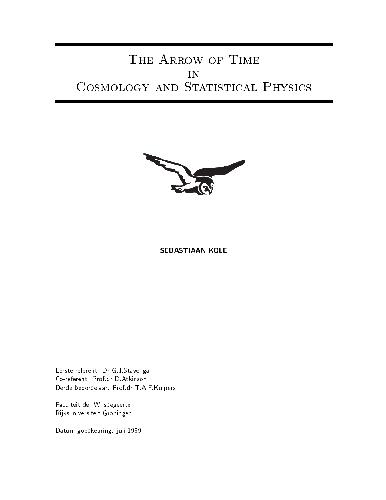 THE ARROW OF TIME
IN
COSMOLOGY AND STATISTICAL PHYSICS
SEBASTIAAN KOLE
Eerste referent: Dr G.J.Stavenga
Co-referent: Prof.dr D.Atkinson
Derde beoordelaar: Prof.dr T.A.F.Kuipers
Faculteit der Wijsbegeerte
Rijksuniversiteit Groningen
Datum goedkeuring: juli 1999